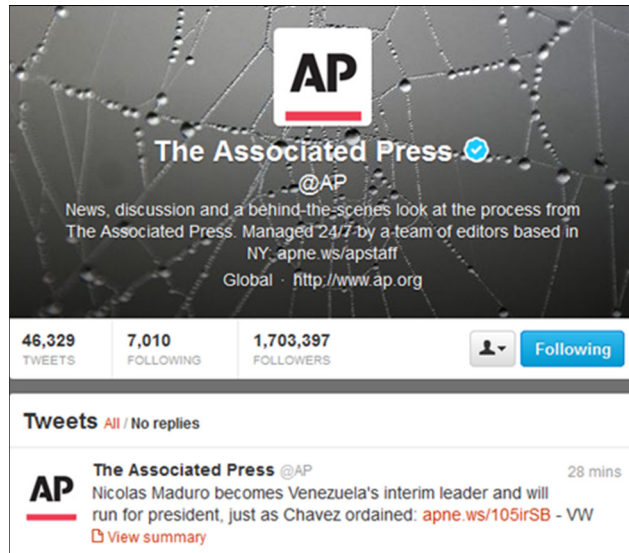 AP
The Associated Press
@AP
News, discussion and a behind-the-scenes look at the process from
The Associated Press. Managed 24/7 by a team of editors based in
NY: apne.ws/apstaff
Global · http://www.ap.org
46,329 7,010 1,703,397
TWEETS FOLLOWING FOLLOWERS
Following
Tweets All / No replies
AP
The Associated Press @AP 28 mins
Nicolas Maduro becomes Venezuela's interim leader and will
run for president, just as Chavez ordained: apne.ws/105irSB - VW
View summary